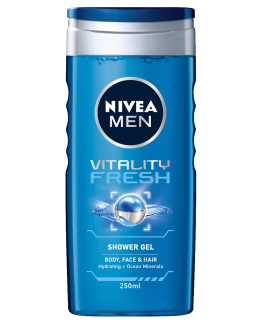 NIVEA
MEN
VITALITY
FRESH
SHOWER GEL
BODY, FACE & HAIR
Hydrating + Ocean Minerals
250ml